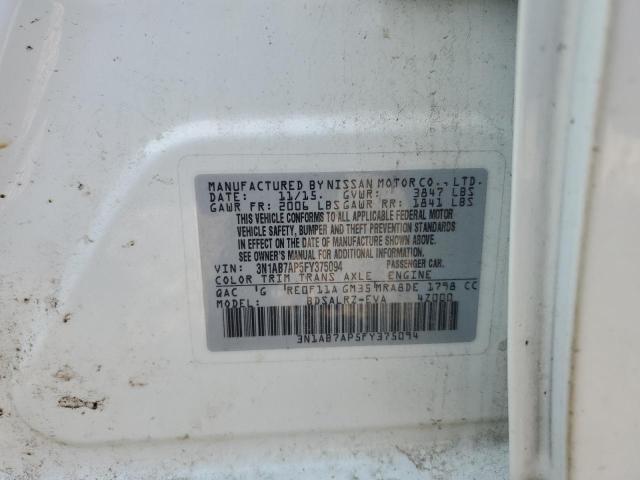 MANUFACTURED BY NISSAN MOTOR CO., LTD.
DATE: 11/15. GVWR: 3847 LBS
GAWR FR: 2006 LBS GAWR RR: 1841 LBS
THIS VEHICLE CONFORMS TO ALL APPLICABLE FEDERAL MOTOR
VEHICLE SAFETY, BUMPER AND THEFT PREVENTION STANDARDS
IN EFFECT ON THE DATE OF MANUFACTURE SHOWN ABOVE.
*SEE OWNER'S MANUAL FOR ADDITIONAL INFORMATION.
VIN: 3N1AB7AP5FY375094 PASSENGER CAR.
COLOR TRIM TRANS AXLE ENGINE
QAC G RE0F11A GM35 MRA8DE 1798 CC
MODEL: BDSALRZ-EVA 47000
3N1AB7AP5FY375094